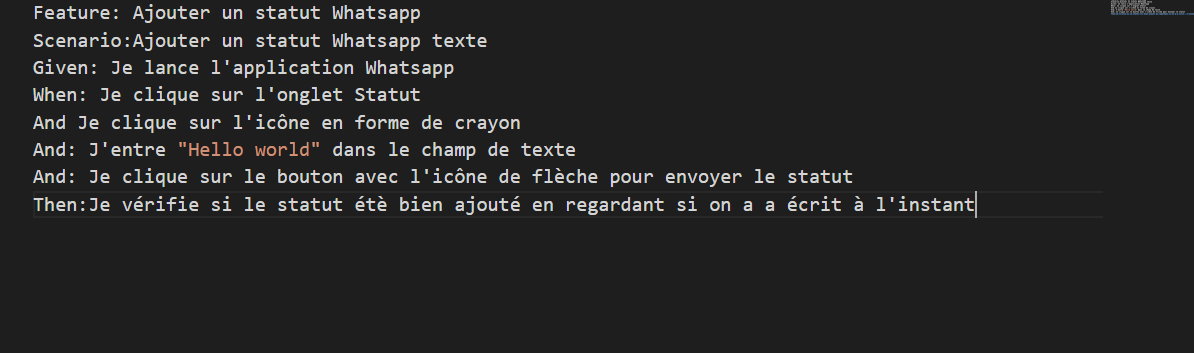 Feature: Ajouter un statut Whatsapp
Scenario:Ajouter un statut Whatsapp texte
Given: Je lance l'application Whatsapp
When: Je clique sur l'onglet Statut
And Je clique sur l'icône en forme de crayon
And: J'entre "Hello world" dans le champ de texte
And: Je clique sur le bouton avec l'icône de flèche pour envoyer le statut
Then:Je vérifie si le statut étè bien ajouté en regardant si on a a écrit à l'instant